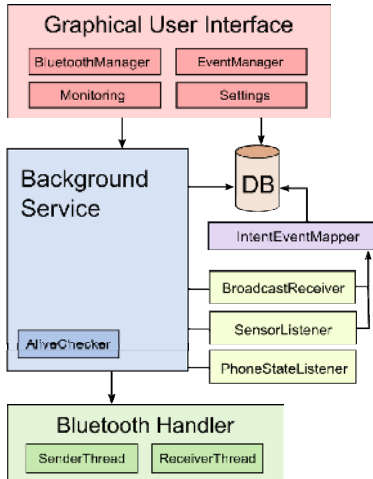 Graphical User Interface
BluetoothManager
EventManager
Monitoring
Settings
Background
Service
DB
IntentEventMapper
BroadcastReceiver
SensorListener
AliveChecker
PhoneStateListener
Bluetooth Handler
SenderThread
ReceiverThread